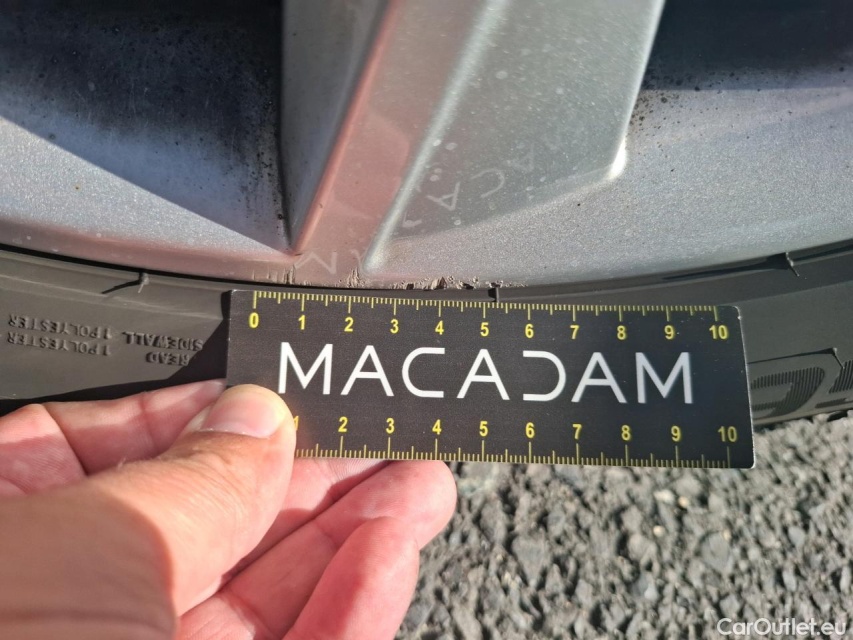 0 1 2 3 4 5 6 7 8 9 10
MACADAM
1 2 3 4 5 6 7 8 9 10
TREAD
SIDEWALL 1 POLYESTER
1 POLYESTER
CarOutlet.eu